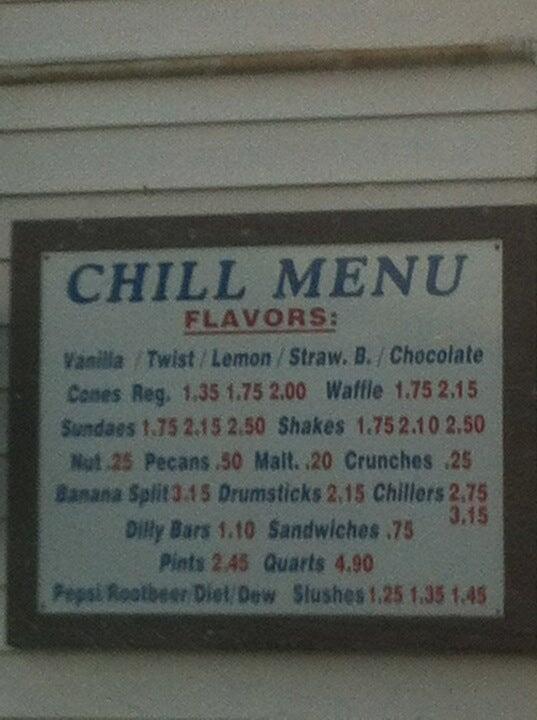 CHILL MENU
FLAVORS:
Vanilla / Twist / Lemon / Straw. B. / Chocolate
Cones Reg. 1.35 1.75 2.00 Waffle 1.75 2.15
Sundaes 1.75 2.15 2.50 Shakes 1.75 2.10 2.50
Nut .25 Pecans .50 Malt. .20 Crunches .25
Banana Split 3.15 Drumsticks 2.15 Chillers 2.75
3.15
Dilly Bars 1.10 Sandwiches .75
Pints 2.45 Quarts 4.90
Pepsi/Rootbeer/Diet/Dew Slushes 1.25 1.35 1.45